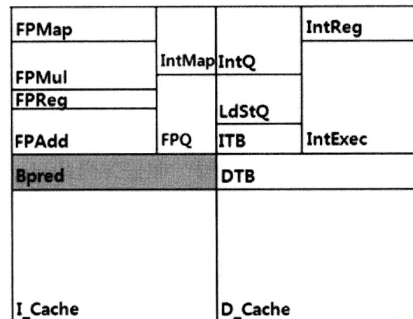 FPMap
IntReg
IntMap
IntQ
FPMul
FPReg
LdStQ
FPAdd
FPQ
ITB
IntExec
Bpred
DTB
I_Cache
D_Cache